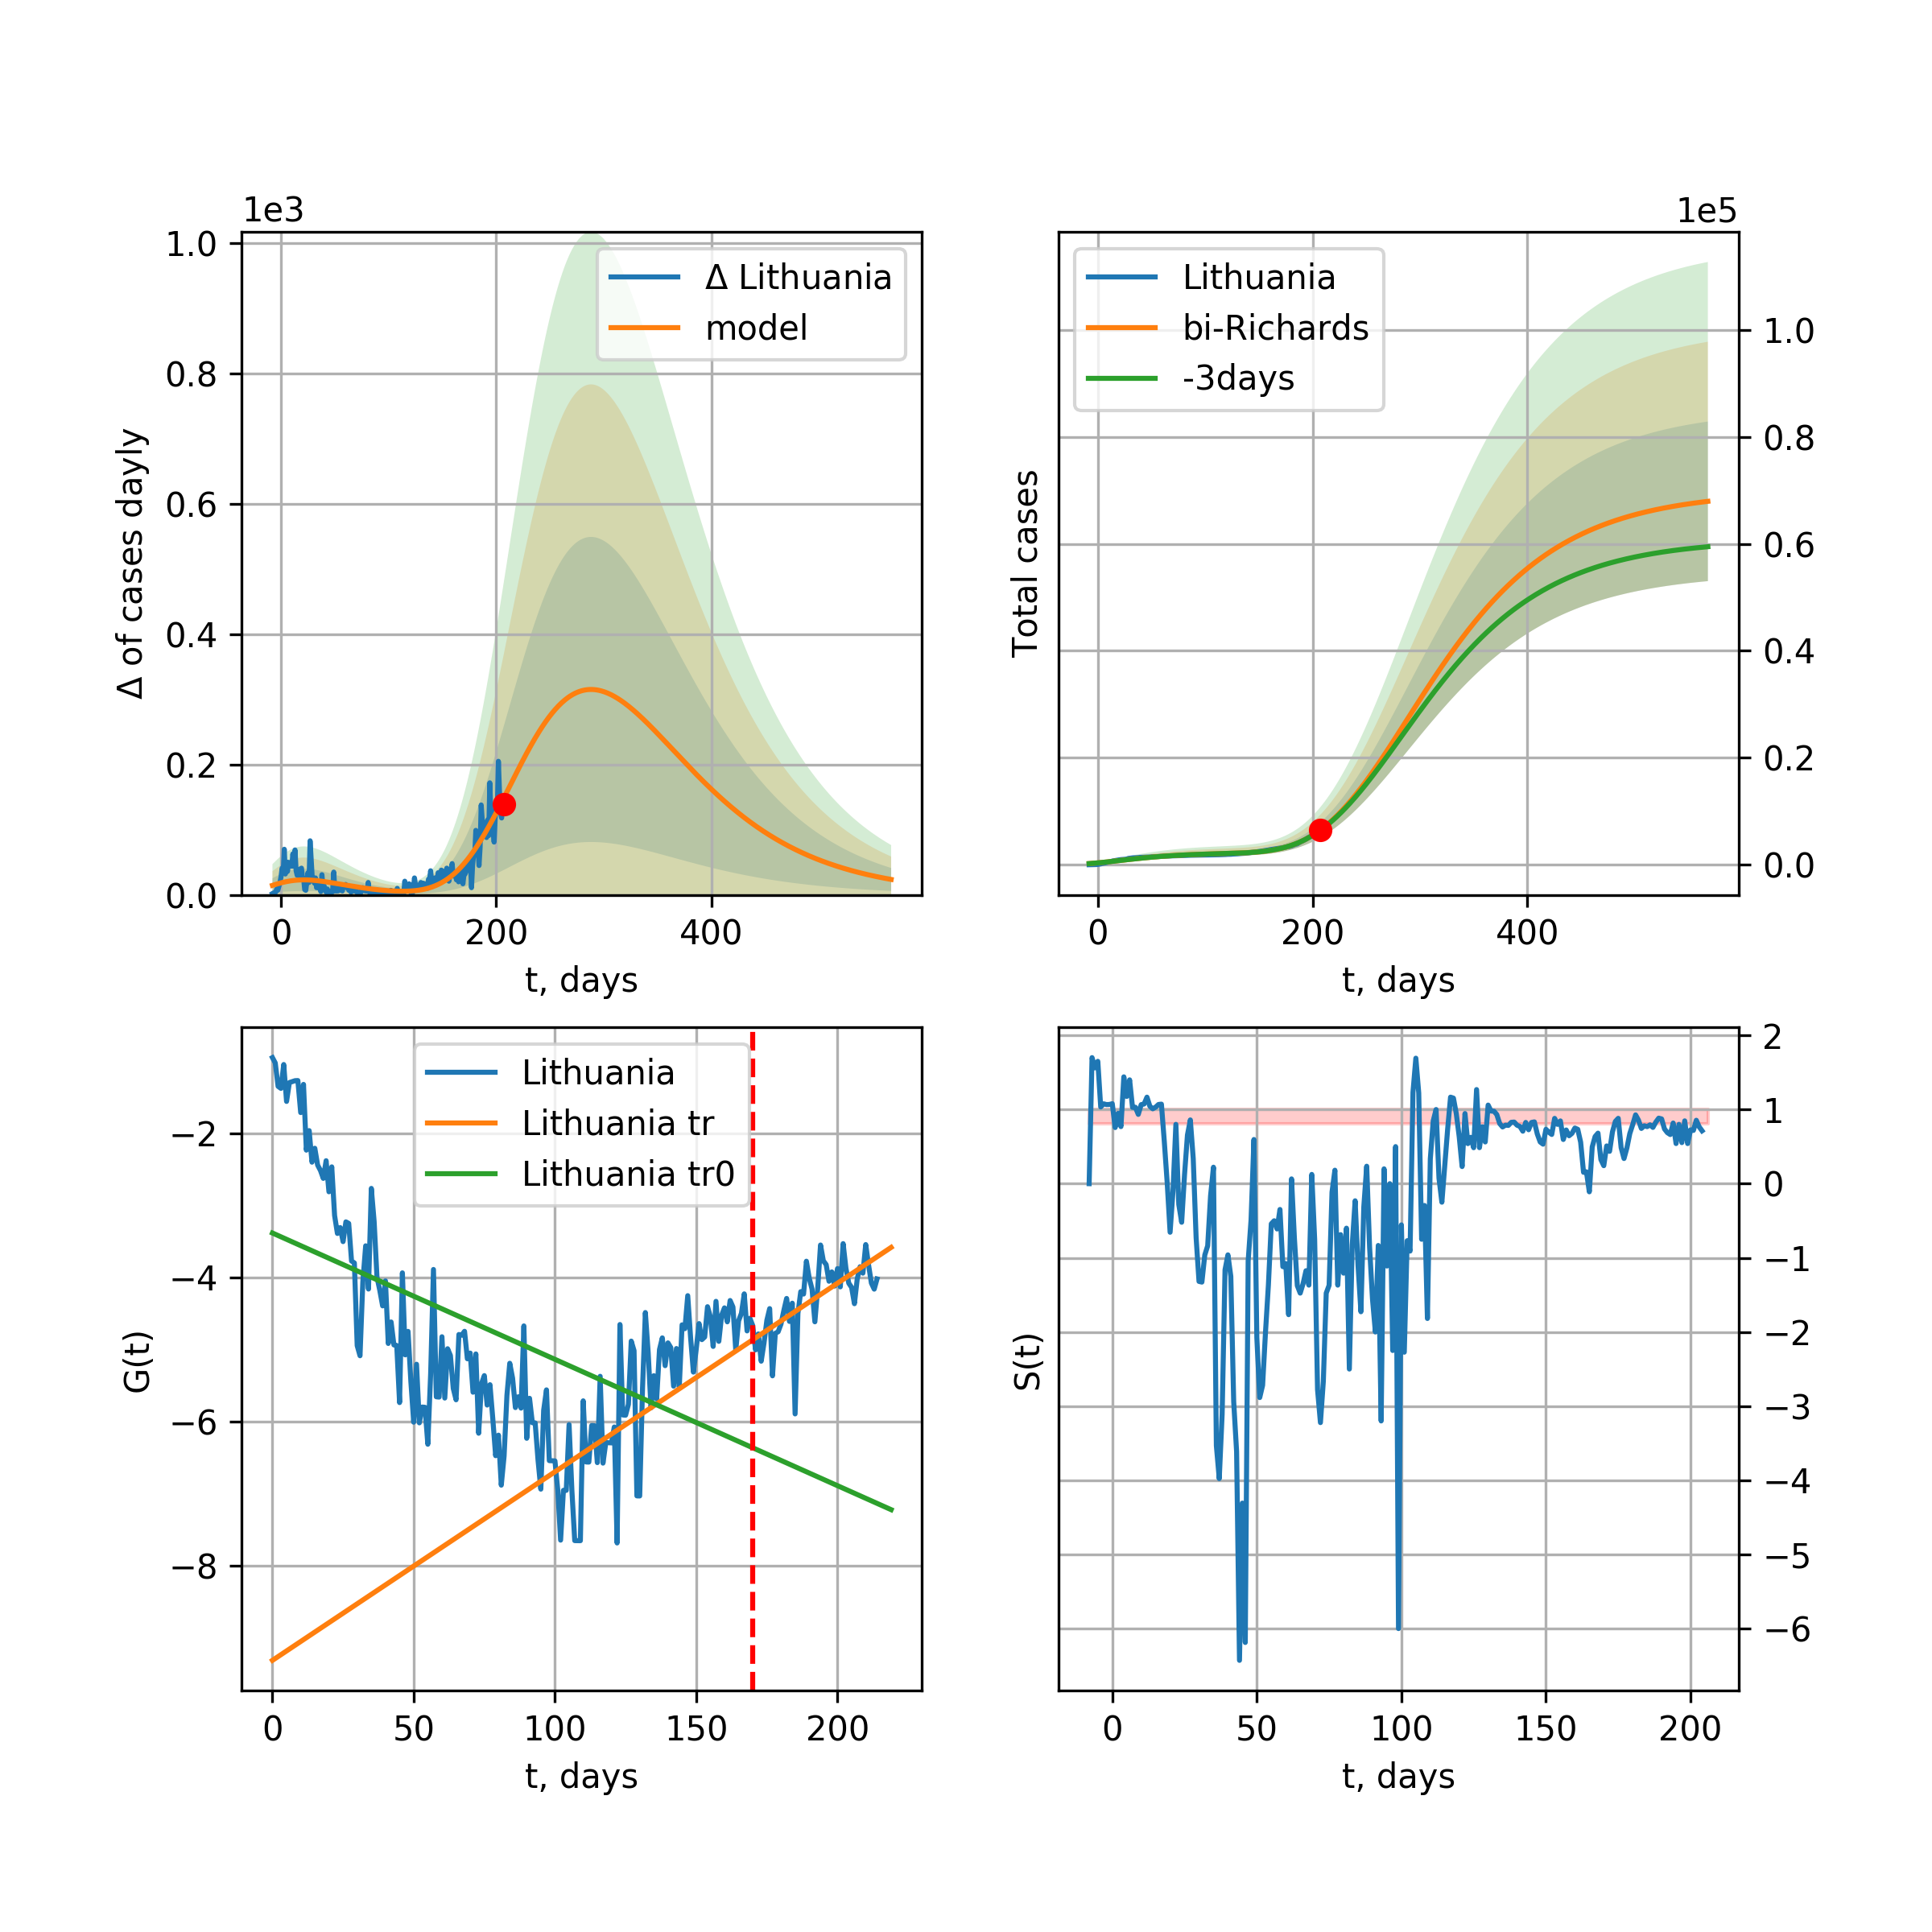 1e3
1.0
0.8
0.6
0.4
0.2
0.0
Δ of cases dayly
Δ Lithuania
model
0 200 400
t, days
1e5
Lithuania
bi-Richards
-3days
Total cases
1.0
0.8
0.6
0.4
0.2
0.0
0 200 400
t, days
−2
−4
−6
−8
G(t)
Lithuania
Lithuania tr
Lithuania tr0
0 50 100 150 200
t, days
S(t)
2
1
0
−1
−2
−3
−4
−5
−6
0 50 100 150 200
t, days